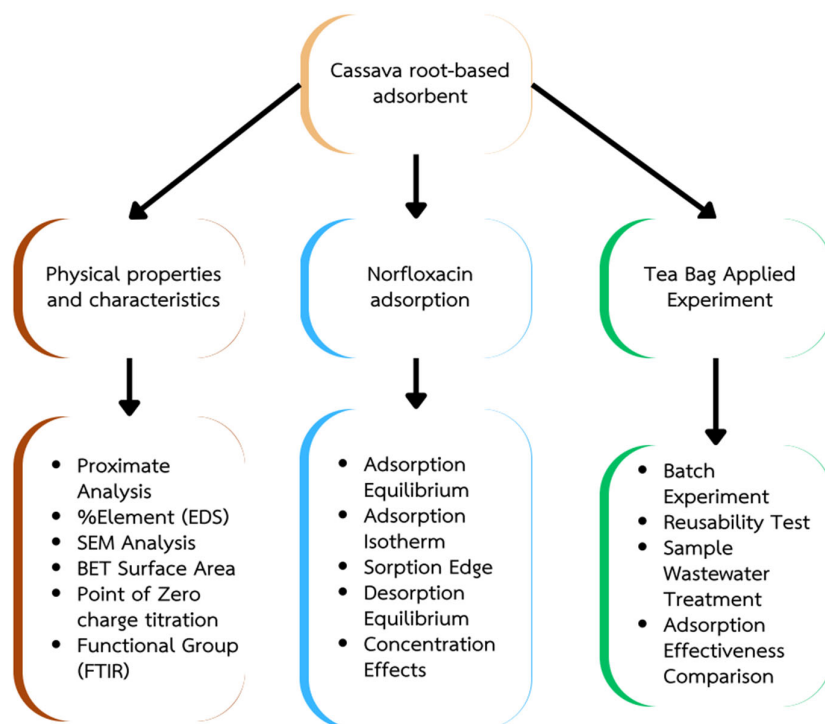 Cassava root-based
adsorbent
Physical properties
and characteristics
Norfloxacin
adsorption
Tea Bag Applied
Experiment
• Proximate
Analysis
• %Element (EDS)
• SEM Analysis
• BET Surface Area
• Point of Zero
charge titration
• Functional Group
(FTIR)
• Adsorption
Equilibrium
• Adsorption
Isotherm
• Sorption Edge
• Desorption
Equilibrium
• Concentration
Effects
• Batch
Experiment
• Reusability Test
• Sample
Wastewater
Treatment
• Adsorption
Effectiveness
Comparison